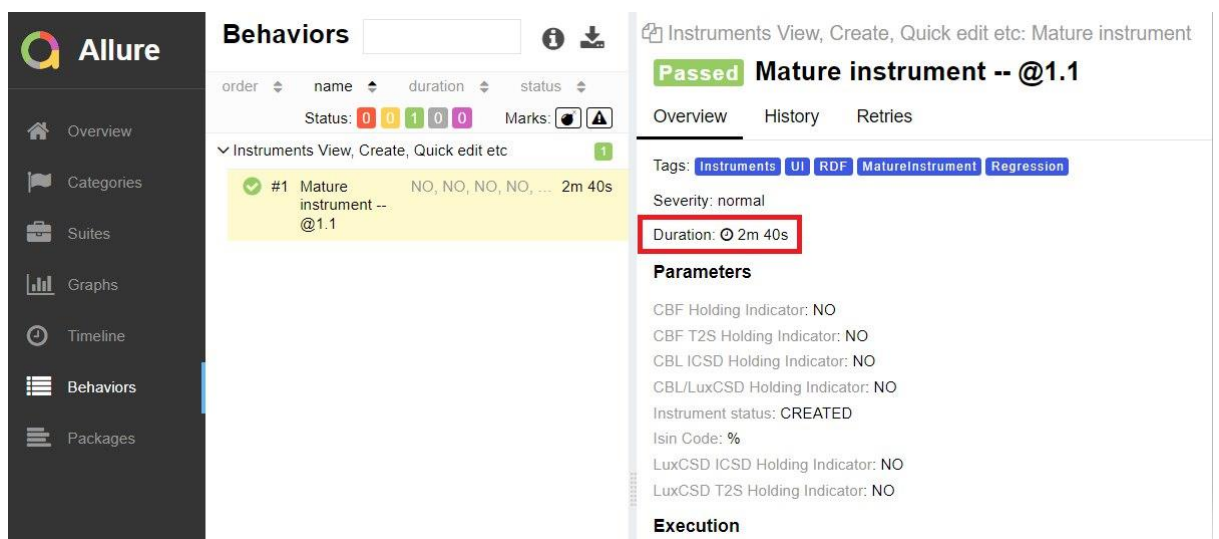 Allure
Overview
Categories
Suites
Graphs
Timeline
Behaviors
Packages
Behaviors
order name duration status
Status: 0 0 1 0 0 Marks:
Instruments View, Create, Quick edit etc 1
#1 Mature NO, NO, NO, NO, ... 2m 40s
instrument --
@1.1
Instruments View, Create, Quick edit etc: Mature instrument
Passed Mature instrument -- @1.1
Overview History Retries
Tags: Instruments UI RDF MatureInstrument Regression
Severity: normal
Duration: 2m 40s
Parameters
CBF Holding Indicator: NO
CBF T2S Holding Indicator: NO
CBL ICSD Holding Indicator: NO
CBL/LuxCSD Holding Indicator: NO
Instrument status: CREATED
Isin Code: %
LuxCSD ICSD Holding Indicator: NO
LuxCSD T2S Holding Indicator: NO
Execution